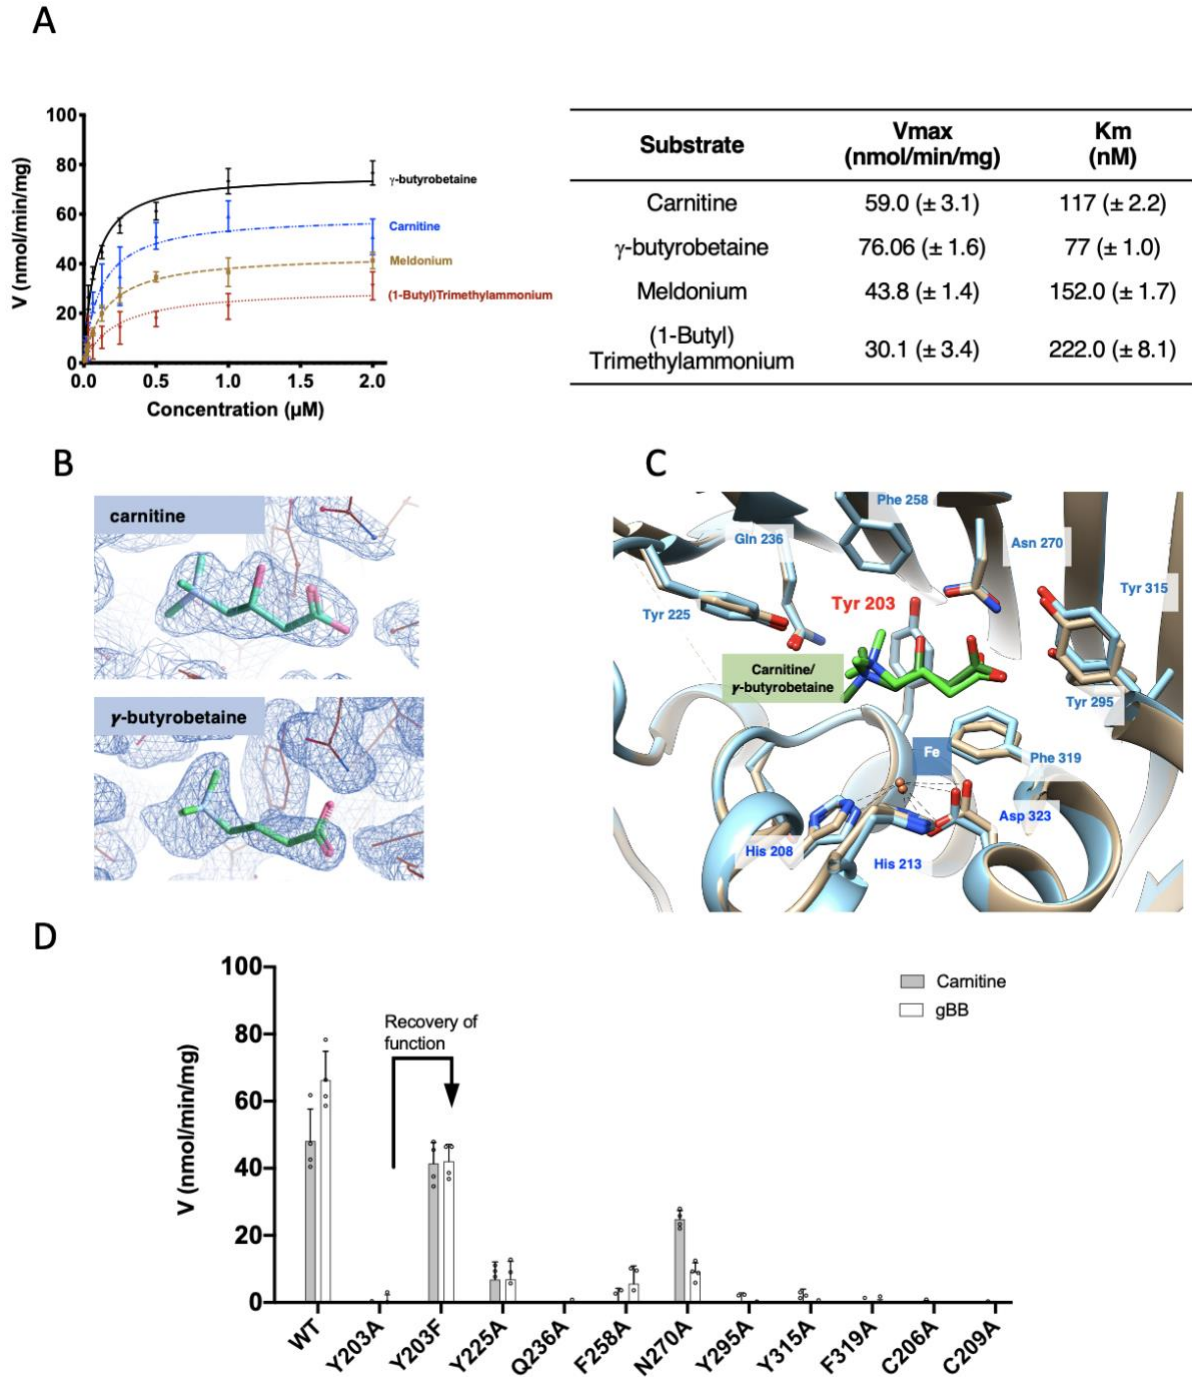 A
100
80
60
40
20
0
0.0 0.5 1.0 1.5 2.0
V (nmol/min/mg)
Concentration (µM)
γ-butyrobetaine
Carnitine
Meldonium
(1-Butyl)Trimethylammonium
Substrate
Vmax
(nmol/min/mg)
Km
(nM)
Carnitine 59.0 (± 3.1) 117 (± 2.2)
γ-butyrobetaine 76.06 (± 1.6) 77 (± 1.0)
Meldonium 43.8 (± 1.4) 152.0 (± 1.7)
(1-Butyl)
Trimethylammonium 30.1 (± 3.4) 222.0 (± 8.1)
B
carnitine
γ-butyrobetaine
C
Phe 258
Gln 236
Asn 270
Tyr 315
Tyr 225
Tyr 203
Carnitine/
γ-butyrobetaine
Tyr 295
Fe
Phe 319
Asp 323
His 208
His 213
D
100
80
60
40
20
0
V (nmol/min/mg)
Recovery of
function
Carnitine
gBB
WT
Y203A
Y203F
Y225A
Q236A
F258A
N270A
Y295A
Y315A
F319A
C206A
C209A